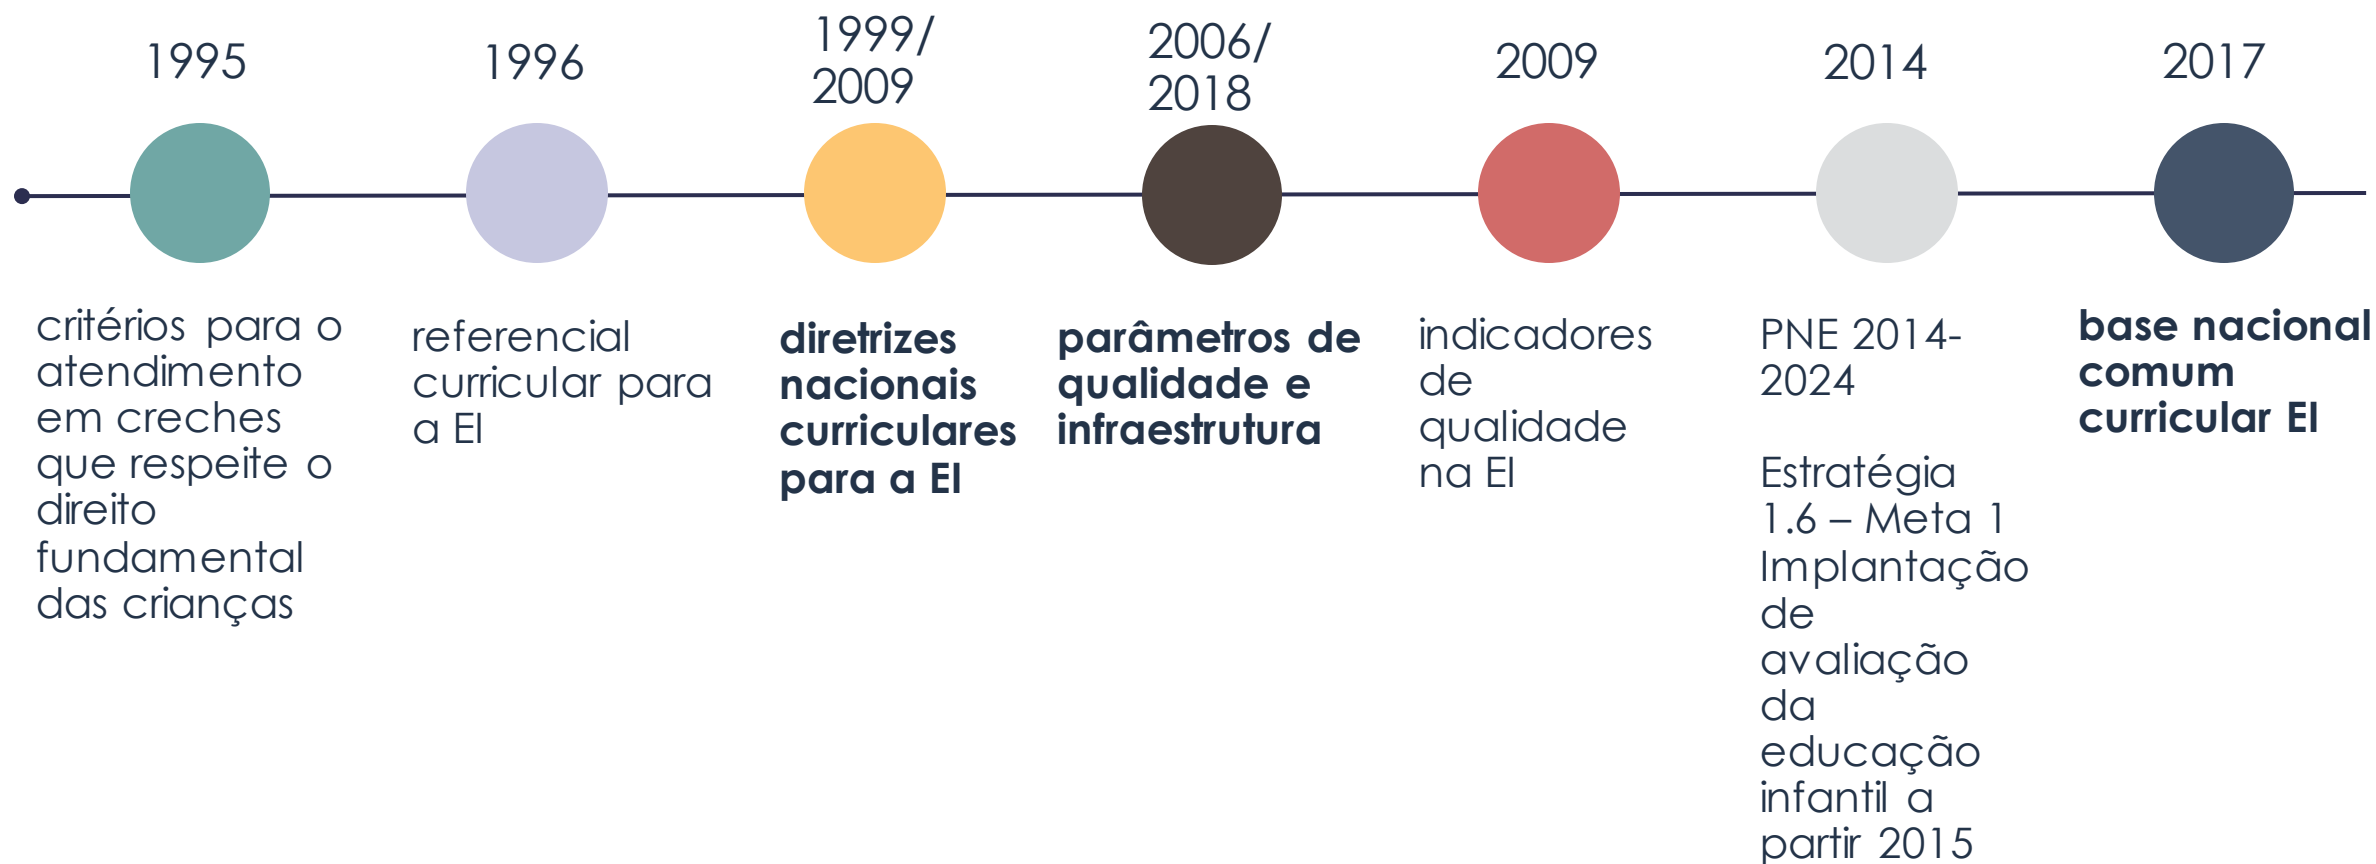 1995
critérios para o
atendimento
em creches
que respeite o
direito
fundamental
das crianças
1996
referencial
curricular para
a EI
1999/
2009
diretrizes
nacionais
curriculares
para a EI
2006/
2018
parâmetros de
qualidade e
infraestrutura
2009
indicadores
de
qualidade
na EI
2014
PNE 2014-
2024
Estratégia
1.6 – Meta 1
Implantação
de
avaliação
da
educação
infantil a
partir 2015
2017
base nacional
comum
curricular EI